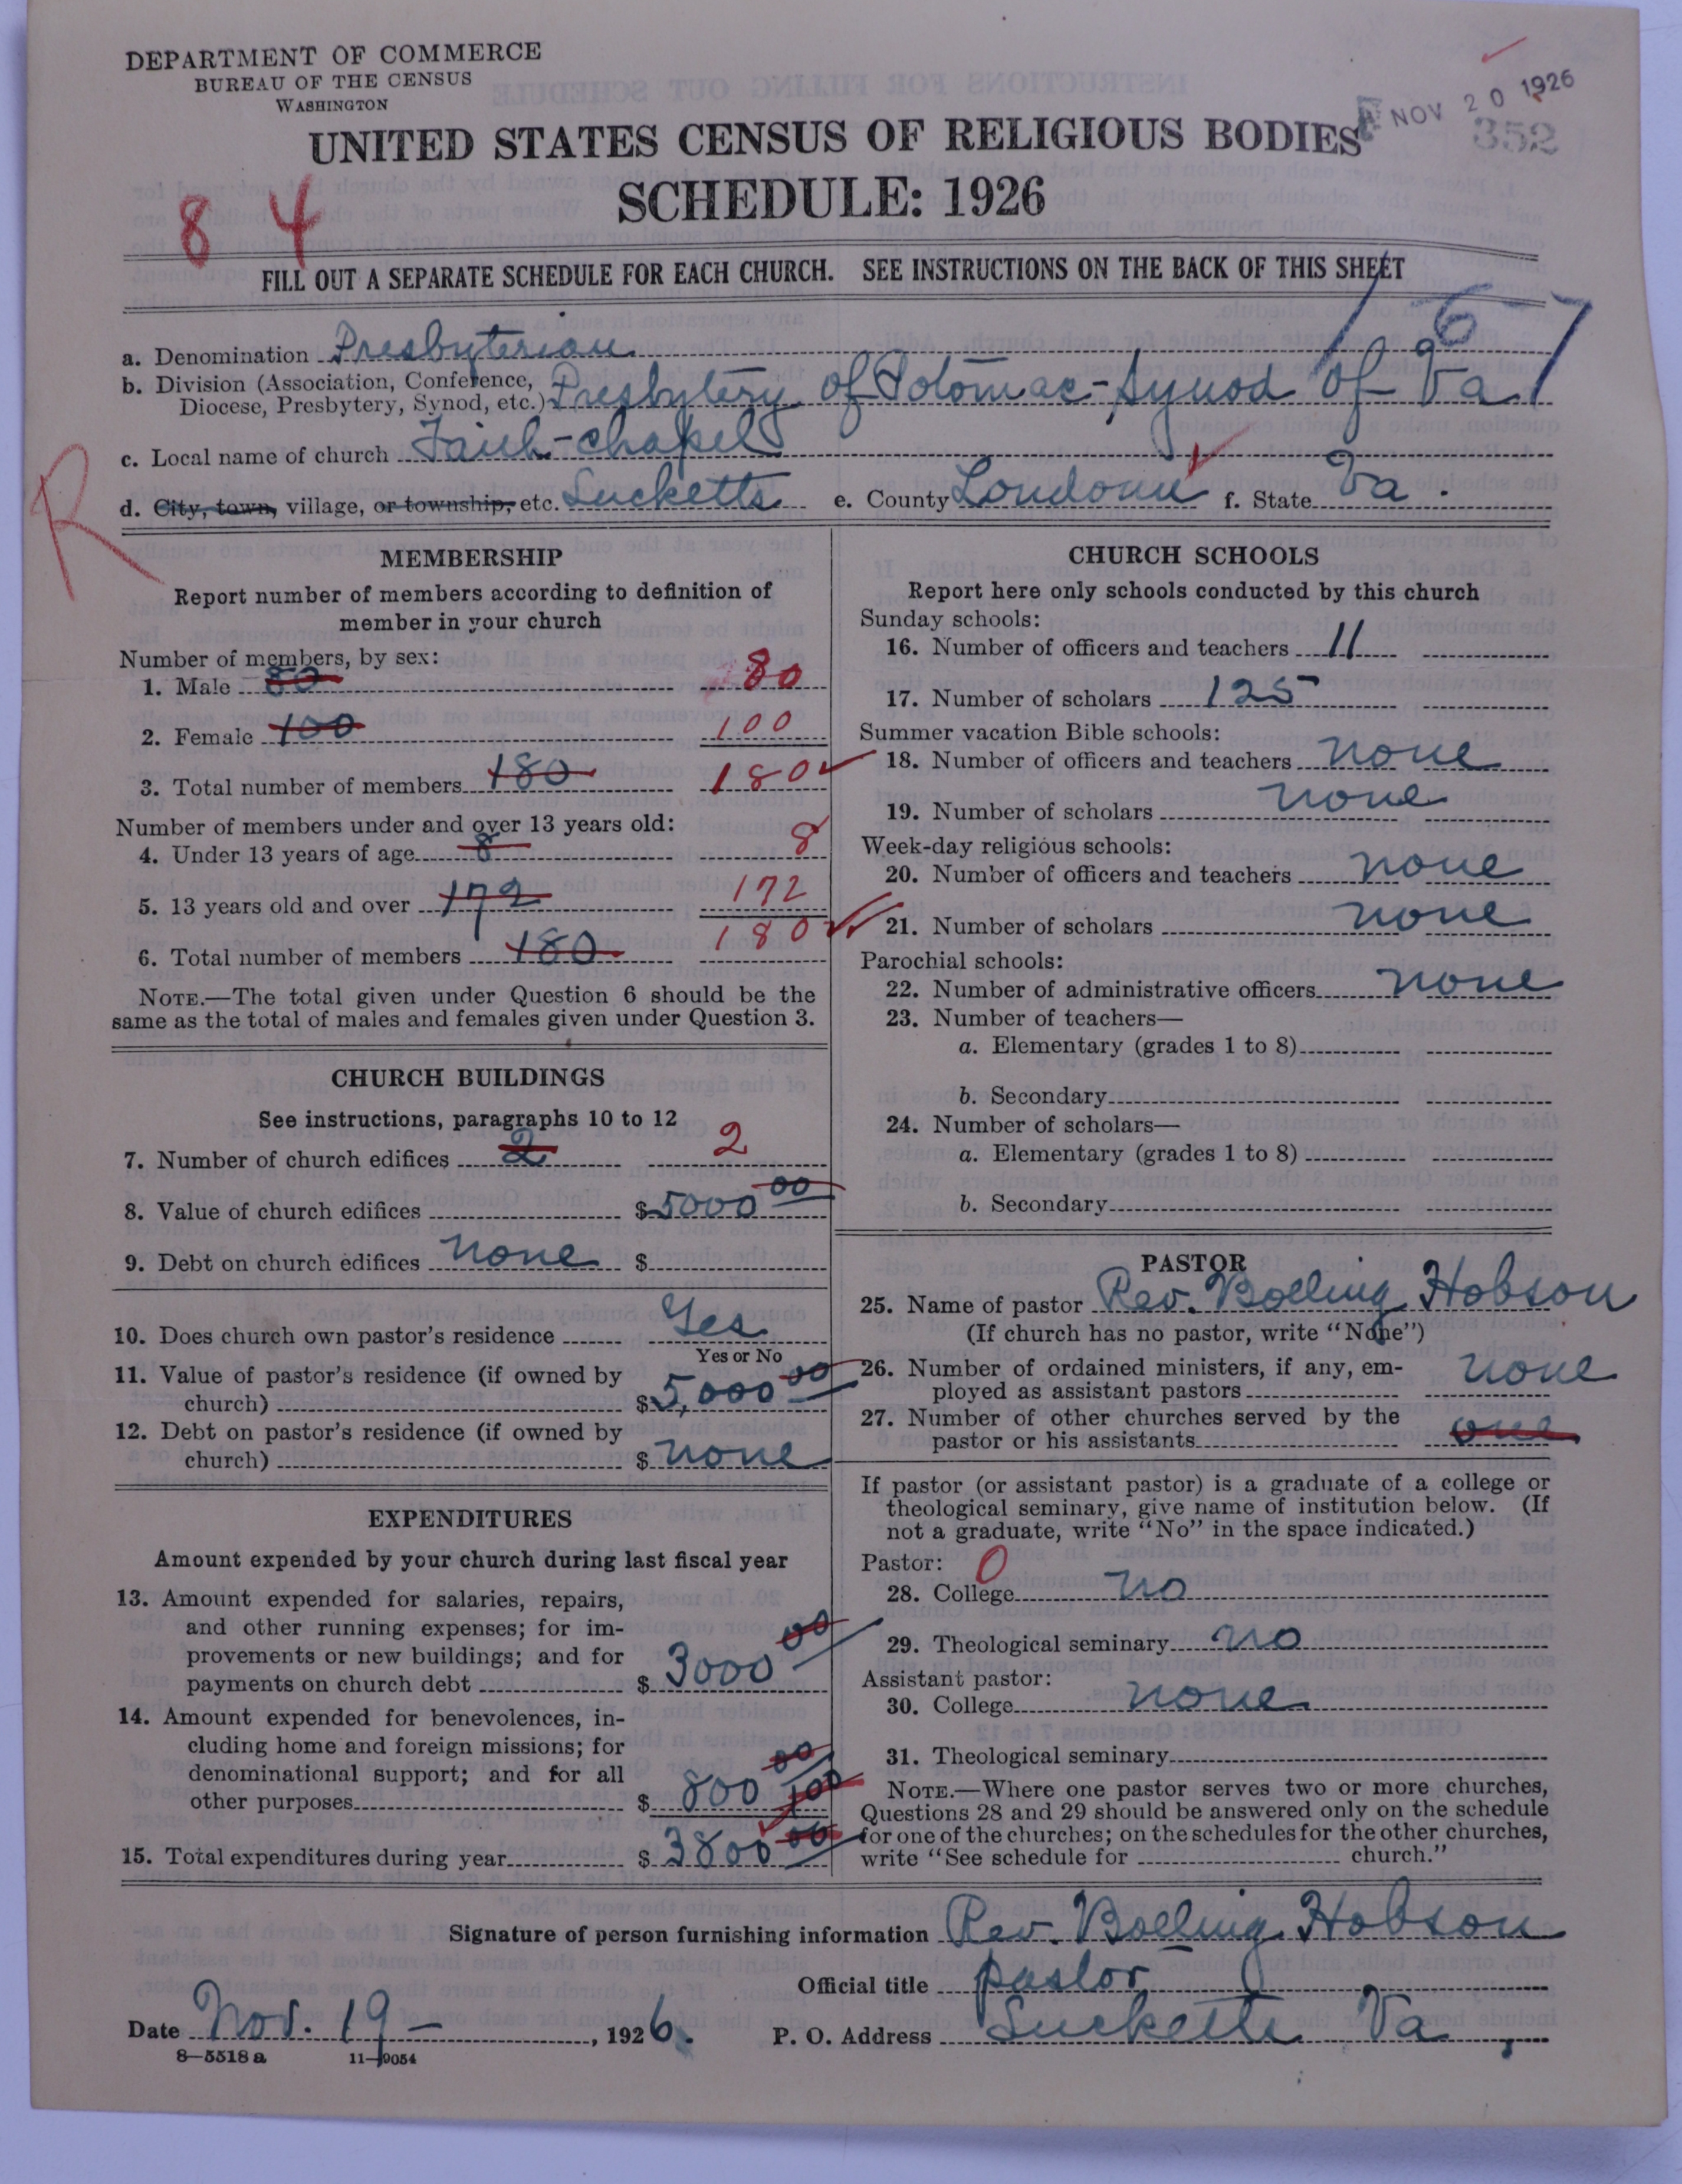 DEPARTMENT OF COMMERCE
BUREAU OF THE CENSUS
WASHINGTON
NOV 20 1926
352
UNITED STATES CENSUS OF RELIGIOUS BODIES
SCHEDULE: 1926
8 4
FILL OUT A SEPARATE SCHEDULE FOR EACH CHURCH. SEE INSTRUCTIONS ON THE BACK OF THIS SHEET
167
a. Denomination Presbyterian
b. Division (Association, Conference, Diocese, Presbytery, Synod, etc.) Presbytery of Potomac-Synod of Va.
c. Local name of church Faith-chapel
R
d. City, town, village, or township, etc. Lucketts e. County Loudoun f. State Va.
MEMBERSHIP
Report number of members according to definition of
member in your church
Number of members, by sex:
1. Male 80 80
2. Female 100 100
3. Total number of members 180 180
Number of members under and over 13 years old:
4. Under 13 years of age 8 8
5. 13 years old and over 172 172
6. Total number of members 180 180
NOTE.—The total given under Question 6 should be the
same as the total of males and females given under Question 3.
CHURCH BUILDINGS
See instructions, paragraphs 10 to 12
7. Number of church edifices 2 2
8. Value of church edifices $5000 00
9. Debt on church edifices none $
10. Does church own pastor's residence Yes
Yes or No
11. Value of pastor's residence (if owned by
church) $5,000 00
12. Debt on pastor's residence (if owned by
church) $ none
EXPENDITURES
Amount expended by your church during last fiscal year
13. Amount expended for salaries, repairs,
and other running expenses; for im-
provements or new buildings; and for
payments on church debt $ 3000 00
14. Amount expended for benevolences, in-
cluding home and foreign missions; for
denominational support; and for all
other purposes $ 800 00
15. Total expenditures during year $ 3800 00
CHURCH SCHOOLS
Report here only schools conducted by this church
Sunday schools:
16. Number of officers and teachers 11
17. Number of scholars 125
Summer vacation Bible schools:
18. Number of officers and teachers none
19. Number of scholars none
Week-day religious schools:
20. Number of officers and teachers none
21. Number of scholars none
Parochial schools:
22. Number of administrative officers none
23. Number of teachers—
a. Elementary (grades 1 to 8)
b. Secondary
24. Number of scholars—
a. Elementary (grades 1 to 8)
b. Secondary
PASTOR
25. Name of pastor Rev. Bolling Hobson
(If church has no pastor, write "None")
26. Number of ordained ministers, if any, em-
ployed as assistant pastors none
27. Number of other churches served by the
pastor or his assistants one
If pastor (or assistant pastor) is a graduate of a college or
theological seminary, give name of institution below. (If
not a graduate, write "No" in the space indicated.)
Pastor: 0
28. College no
29. Theological seminary no
Assistant pastor:
30. College none
31. Theological seminary
NOTE.—Where one pastor serves two or more churches,
Questions 28 and 29 should be answered only on the schedule
for one of the churches; on the schedules for the other churches,
write "See schedule for church."
Signature of person furnishing information Rev. Bolling Hobson
Official title pastor
Date Nov. 19 -, 1926. P. O. Address Lucketts Va,
8—5518 a 11—9054